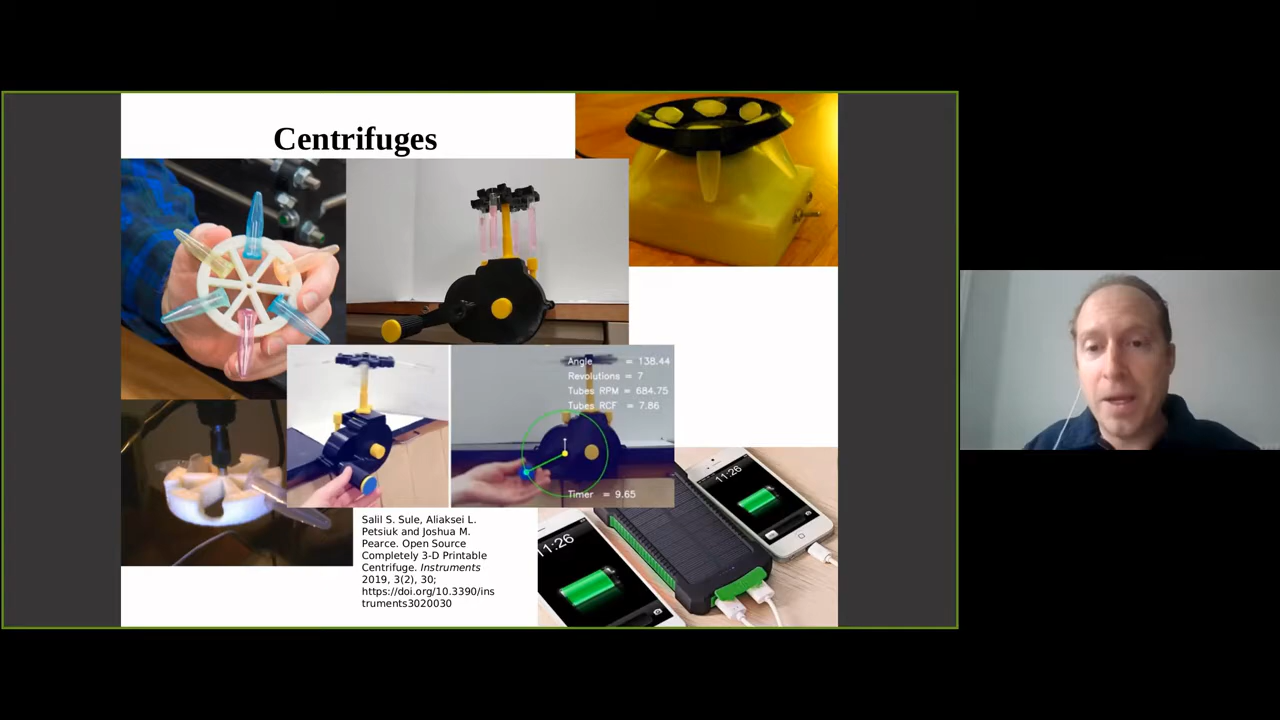 Centrifuges
Angle = 138.44
Revolutions = 7
Tubes RPM = 684.75
Tubes RCF = 7.86
Timer = 9.65
11:26
11:26
Salil S. Sule, Aliaksei L.
Petsiuk and Joshua M.
Pearce. Open Source
Completely 3-D Printable
Centrifuge. Instruments
2019, 3(2), 30;
https://doi.org/10.3390/ins
truments3020030